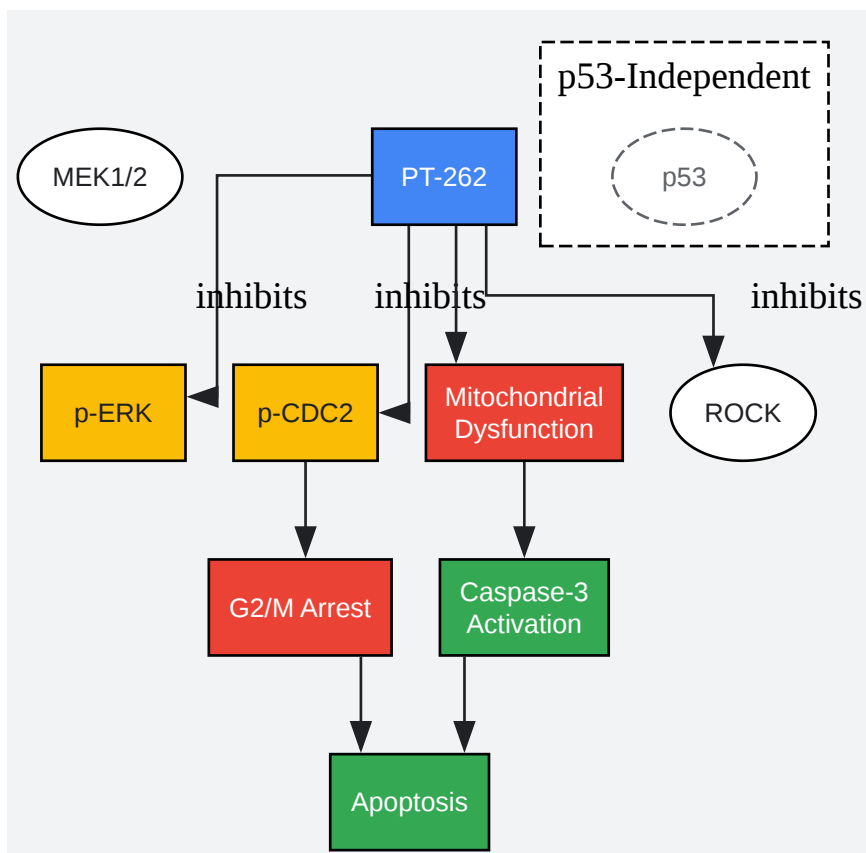 p53-Independent
MEK1/2
PT-262
p53
inhibits
inhibits
inhibits
p-ERK
p-CDC2
Mitochondrial
Dysfunction
ROCK
G2/M Arrest
Caspase-3
Activation
Apoptosis